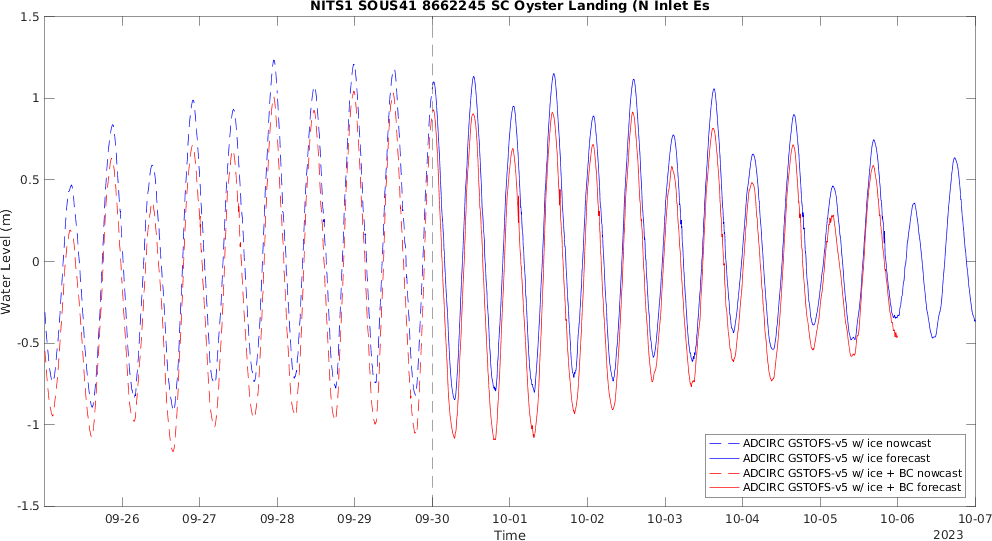 NITS1 SOUS41 8662245 SC Oyster Landing (N Inlet Es
Water Level (m)
1.5
1
0.5
0
-0.5
-1
-1.5
09-26 09-27 09-28 09-29 09-30 10-01 10-02 10-03 10-04 10-05 10-06 10-07
Time
2023
ADCIRC GSTOFS-v5 w/ ice nowcast
ADCIRC GSTOFS-v5 w/ ice forecast
ADCIRC GSTOFS-v5 w/ ice + BC nowcast
ADCIRC GSTOFS-v5 w/ ice + BC forecast